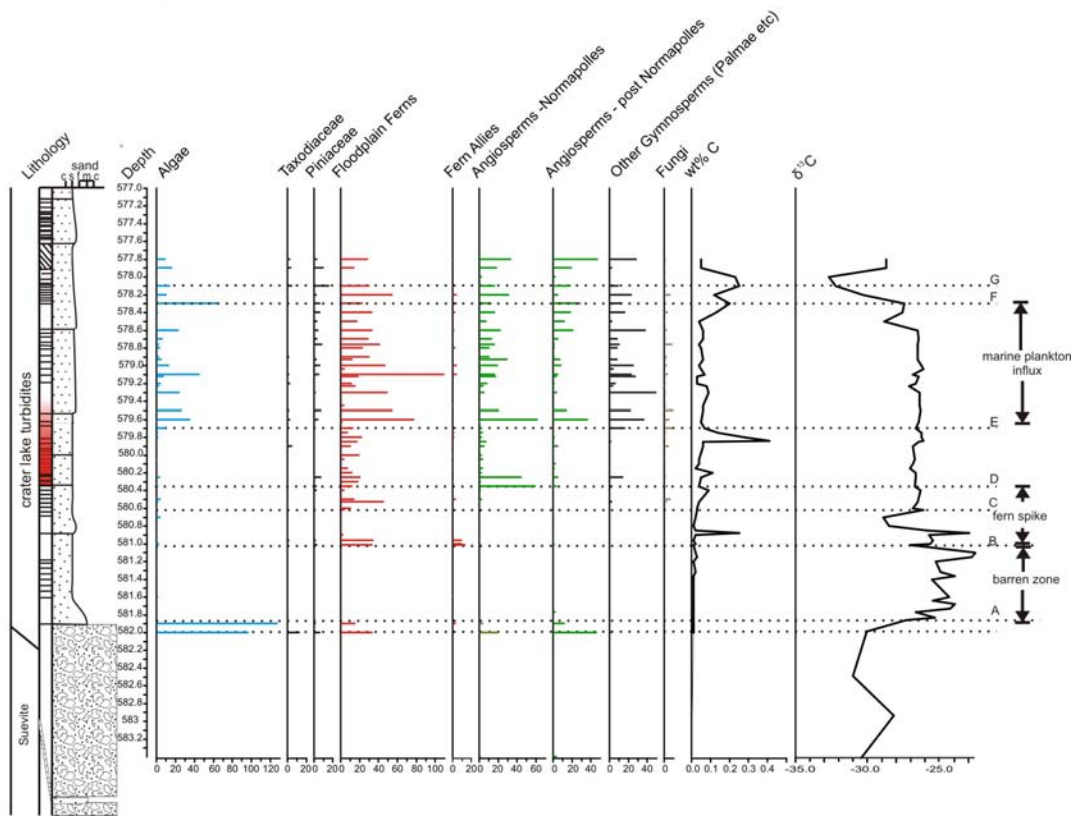 Lithology
sand
c s f m c
Depth
Algae
Taxodiaceae
Piniaceae
Floodplain Ferns
Fern Allies
Angiosperms -Normapolles
Angiosperms - post Normapolles
Other Gymnosperms (Palmae etc)
Fungi
wt% C
δ¹³C
577.0
577.2
577.4
577.6
577.8
578.0
578.2
578.4
578.6
578.8
579.0
579.2
579.4
579.6
579.8
580.0
580.2
580.4
580.6
580.8
581.0
581.2
581.4
581.6
581.8
582.0
582.2
582.4
582.6
582.8
583
583.2
crater lake turbidites
Suevite
G
F
marine plankton
influx
E
D
C
fern spike
B
barren zone
A
0 20 40 60 80 100 120
0 20
0 20
0 20 40 60 80 100
0 20
0 20 40 60
0 20 40
0 20 40
0
0.0 0.1 0.2 0.3 0.4
-35.0 -30.0 -25.0